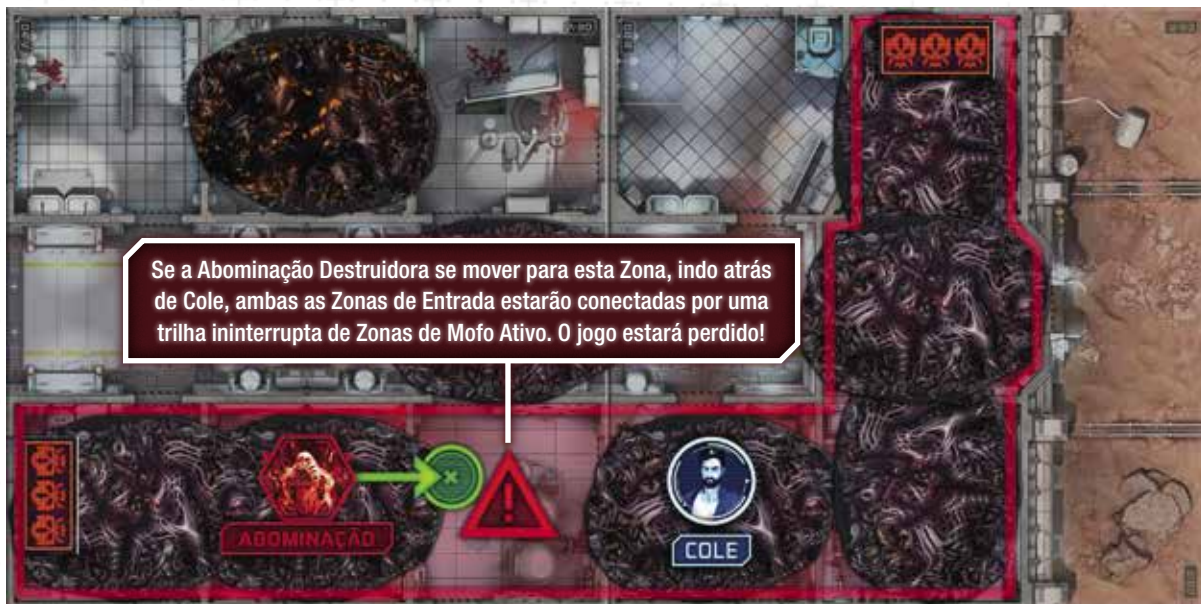 Se a Abominação Destruidora se mover para esta Zona, indo atrás
de Cole, ambas as Zonas de Entrada estarão conectadas por uma
trilha ininterrupta de Zonas de Mofo Ativo. O jogo estará perdido!
ABOMINAÇÃO
COLE